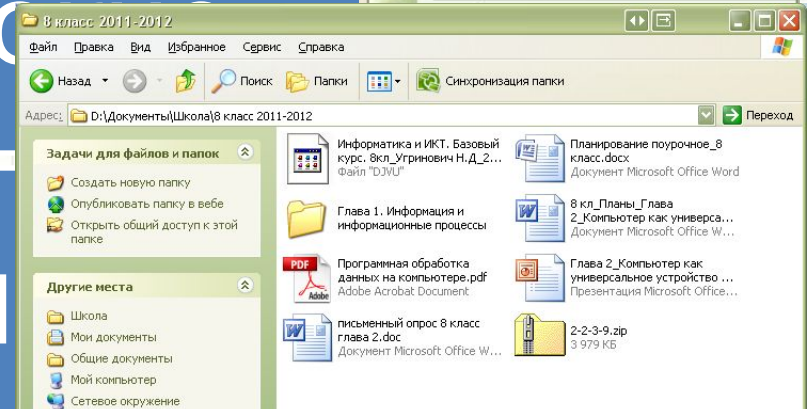 8 класс 2011-2012
Файл Правка Вид Избранное Сервис Справка
Назад Поиск Папки Синхронизация папки
Адрес: D:\Документы\Школа\8 класс 2011-2012 Переход
Задачи для файлов и папок
Создать новую папку
Опубликовать папку в вебе
Открыть общий доступ к этой
папке
Другие места
Школа
Мои документы
Общие документы
Мой компьютер
Сетевое окружение
Информатика и ИКТ. Базовый
курс. 8кл_Угринович Н.Д_2...
Файл "DJVU"
Планирование поурочное_8
класс.docx
Документ Microsoft Office Word
Глава 1. Информация и
информационные процессы
8 кл_Планы_Глава
2_Компьютер как универса...
Документ Microsoft Office W...
PDF
Adobe
Программная обработка
данных на компьютере.pdf
Adobe Acrobat Document
Глава 2_Компьютер как
универсальное устройство ...
Презентация Microsoft Office...
письменный опрос 8 класс
глава 2.doc
Документ Microsoft Office W...
2-2-3-9.zip
3 979 КБ